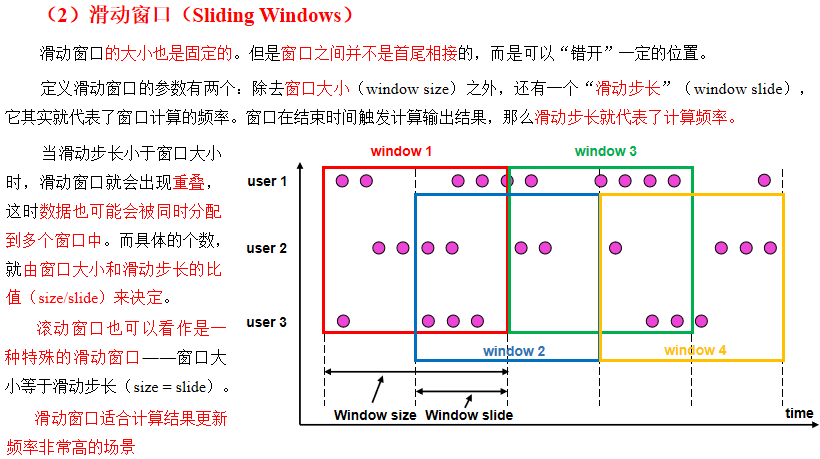 （2）滑动窗口（Sliding Windows）
滑动窗口的大小也是固定的。但是窗口之间并不是首尾相接的，而是可以“错开”一定的位置。
定义滑动窗口的参数有两个：除去窗口大小（window size）之外，还有一个“滑动步长”（window slide），
它其实就代表了窗口计算的频率。窗口在结束时间触发计算输出结果，那么滑动步长就代表了计算频率。
当滑动步长小于窗口大小
时，滑动窗口就会出现重叠，
这时数据也可能会被同时分配
到多个窗口中。而具体的个数，
就由窗口大小和滑动步长的比
值（size/slide）来决定。
滚动窗口也可以看作是一
种特殊的滑动窗口——窗口大
小等于滑动步长（size = slide）。
滑动窗口适合计算结果更新
频率非常高的场景
window 1
window 3
user 1
user 2
user 3
window 2
window 4
Window size
Window slide
time